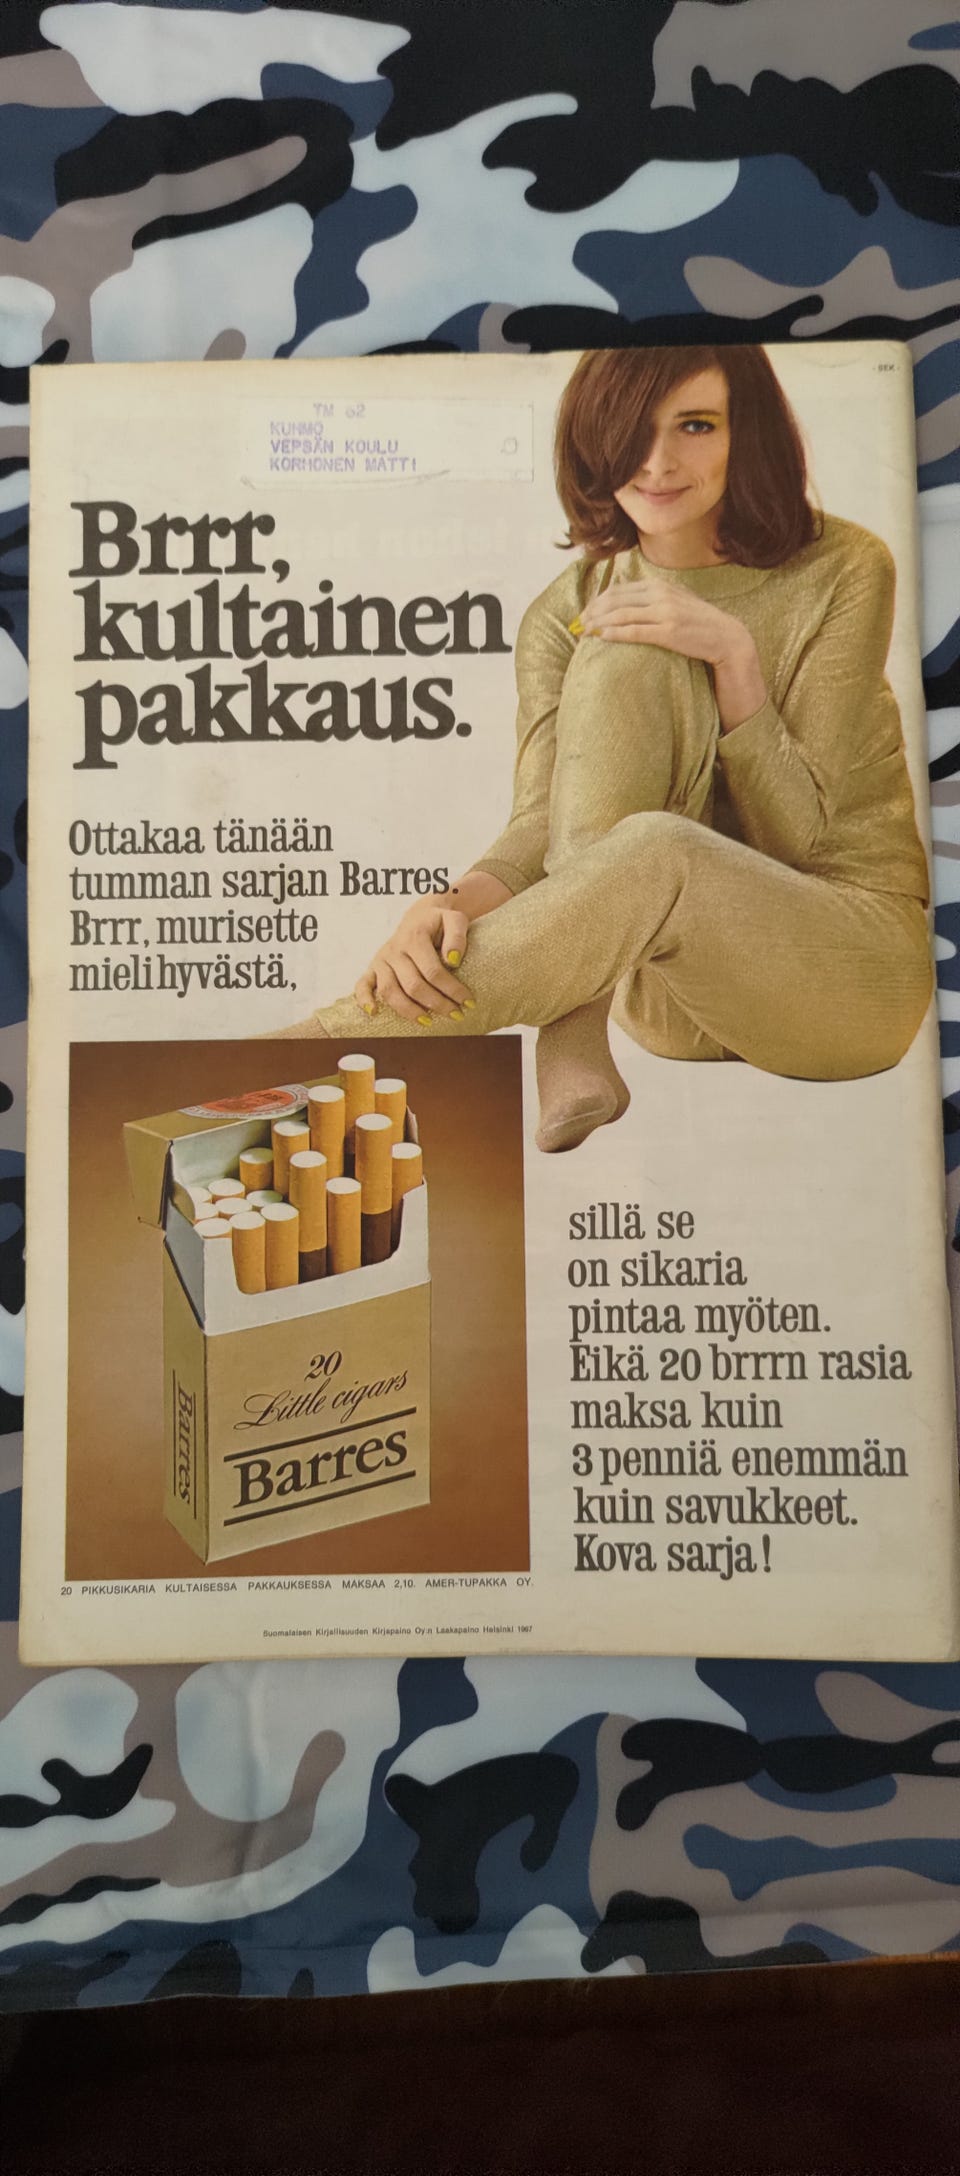 - SEK -
TM 62
KUHMO
VEPSÄN KOULU
KORHONEN MATTI
Brrr,
kultainen
pakkaus.
Ottakaa tänään
tumman sarjan Barres.
Brrr, murisette
mielihyvästä,
20
Little cigars
Barres
Barres
sillä se
on sikaria
pintaa myöten.
Eikä 20 brrrn rasia
maksa kuin
3 penniä enemmän
kuin savukkeet.
Kova sarja!
20 PIKKUSIKARIA KULTAISESSA PAKKAUKSESSA MAKSAA 2,10. AMER-TUPAKKA OY.
Suomalaisen Kirjallisuuden Kirjapaino Oy:n Laakapaino Helsinki 1967